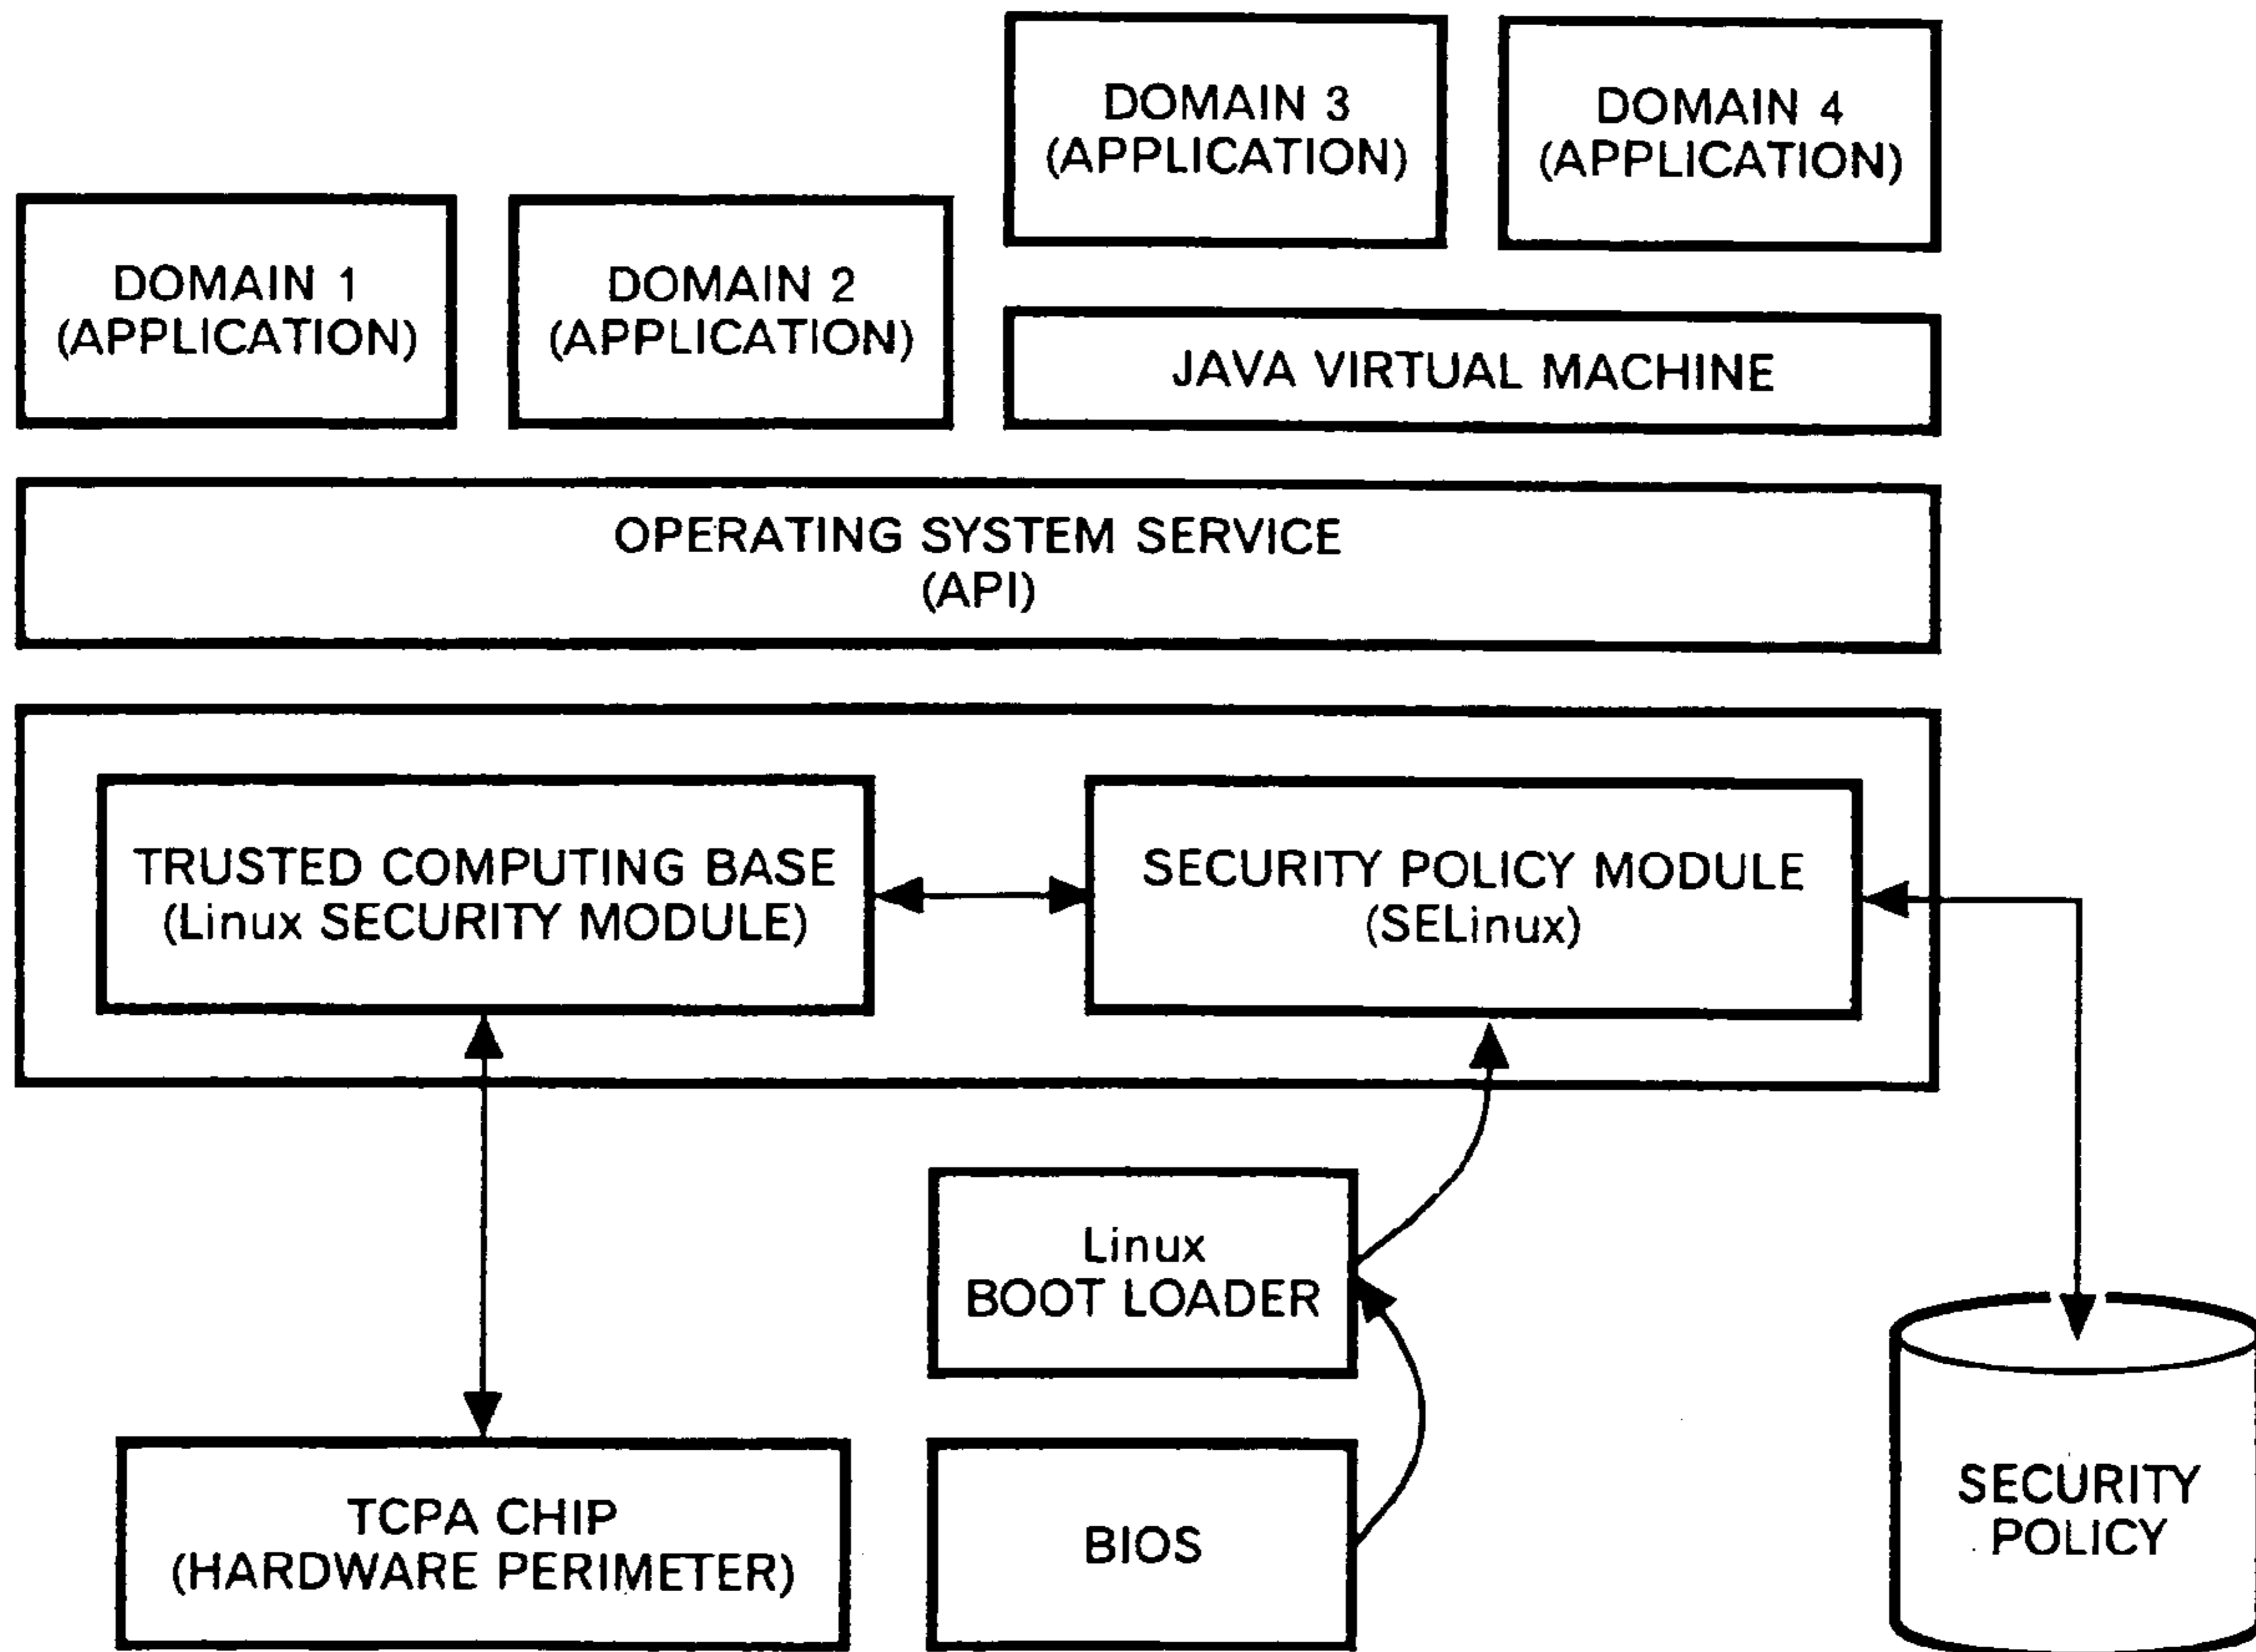 DOMAIN 3
(APPLICATION)
DOMAIN 4
(APPLICATION)
DOMAIN 1
(APPLICATION)
DOMAIN 2
(APPLICATION)
JAVA VIRTUAL MACHINE
OPERATING SYSTEM SERVICE
(API)
TRUSTED COMPUTING BASE
(Linux SECURITY MODULE)
SECURITY POLICY MODULE
(SELinux)
Linux
BOOT LOADER
TCPA CHIP
(HARDWARE PERIMETER)
BIOS
SECURITY
POLICY